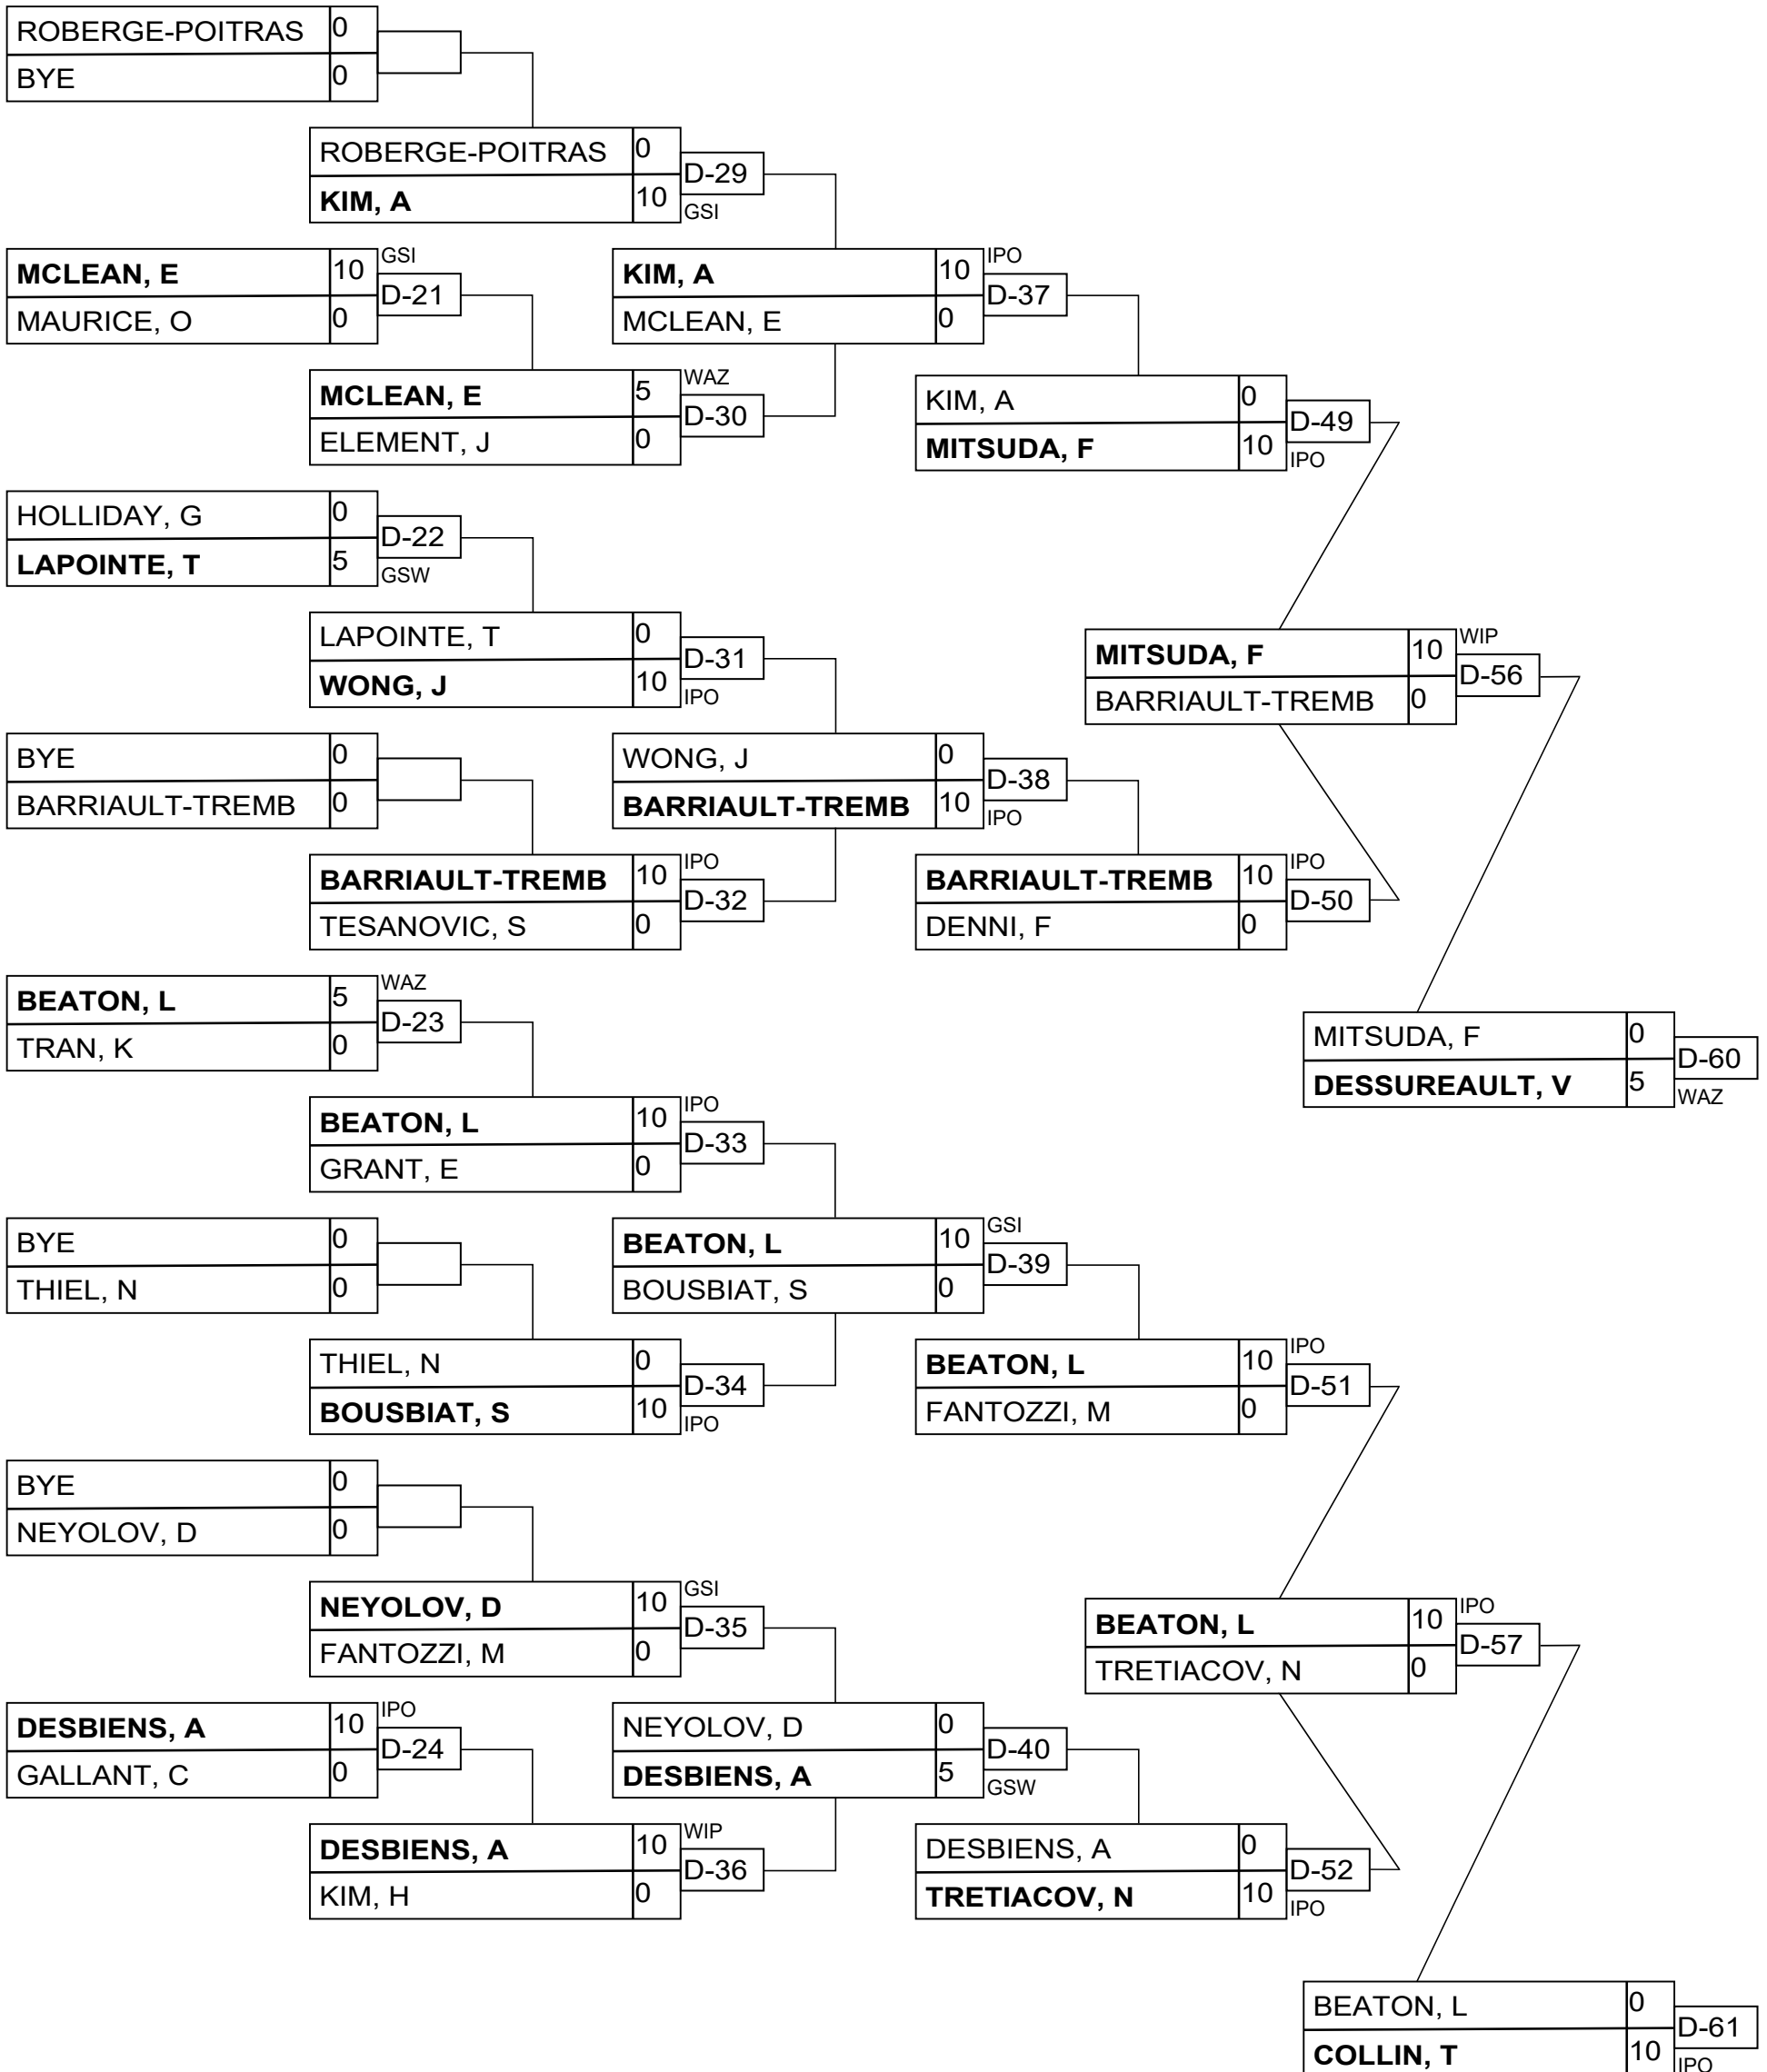 ROBERGE-POITRAS 0
BYE 0
ROBERGE-POITRAS 0
D-29
KIM, A 10
GSI
MCLEAN, E 10
GSI
D-21
MAURICE, O 0
KIM, A 10
IPO
D-37
MCLEAN, E 0
MCLEAN, E 5
WAZ
D-30
ELEMENT, J 0
KIM, A 0
D-49
MITSUDA, F 10
IPO
HOLLIDAY, G 0
D-22
LAPOINTE, T 5
GSW
LAPOINTE, T 0
D-31
WONG, J 10
IPO
MITSUDA, F 10
WIP
D-56
BARRIAULT-TREMB 0
BYE 0
BARRIAULT-TREMB 0
WONG, J 0
D-38
BARRIAULT-TREMB 10
IPO
BARRIAULT-TREMB 10
IPO
D-32
TESANOVIC, S 0
BARRIAULT-TREMB 10
IPO
D-50
DENNI, F 0
BEATON, L 5
WAZ
D-23
TRAN, K 0
MITSUDA, F 0
D-60
DESSUREAULT, V 5
WAZ
BEATON, L 10
IPO
D-33
GRANT, E 0
BYE 0
THIEL, N 0
BEATON, L 10
GSI
D-39
BOUSBIAT, S 0
THIEL, N 0
D-34
BOUSBIAT, S 10
IPO
BEATON, L 10
IPO
D-51
FANTOZZI, M 0
BYE 0
NEYOLOV, D 0
NEYOLOV, D 10
GSI
D-35
FANTOZZI, M 0
BEATON, L 10
IPO
D-57
TRETIACOV, N 0
DESBIENS, A 10
IPO
D-24
GALLANT, C 0
NEYOLOV, D 0
D-40
DESBIENS, A 5
GSW
DESBIENS, A 10
WIP
D-36
KIM, H 0
DESBIENS, A 0
D-52
TRETIACOV, N 10
IPO
BEATON, L 0
D-61
COLLIN, T 10
IPO